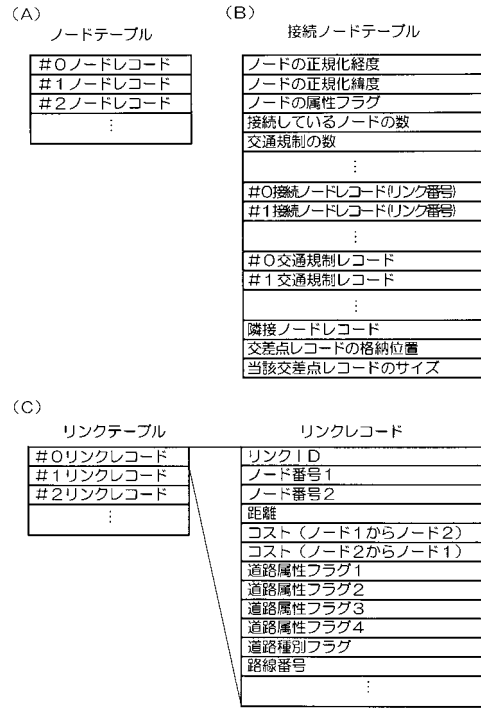 (A)
ノードテーブル
#0ノードレコード
#1ノードレコード
#2ノードレコード
⋮
(B)
接続ノードテーブル
ノードの正規化経度
ノードの正規化緯度
ノードの属性フラグ
接続しているノードの数
交通規制の数
⋮
#0接続ノードレコード(リンク番号)
#1接続ノードレコード(リンク番号)
⋮
#0交通規制レコード
#1交通規制レコード
⋮
隣接ノードレコード
交差点レコードの格納位置
当該交差点レコードのサイズ
(C)
リンクテーブル
#0リンクレコード
#1リンクレコード
#2リンクレコード
⋮
リンクレコード
リンクID
ノード番号1
ノード番号2
距離
コスト(ノード1からノード2)
コスト(ノード2からノード1)
道路属性フラグ1
道路属性フラグ2
道路属性フラグ3
道路属性フラグ4
道路種別フラグ
路線番号
⋮